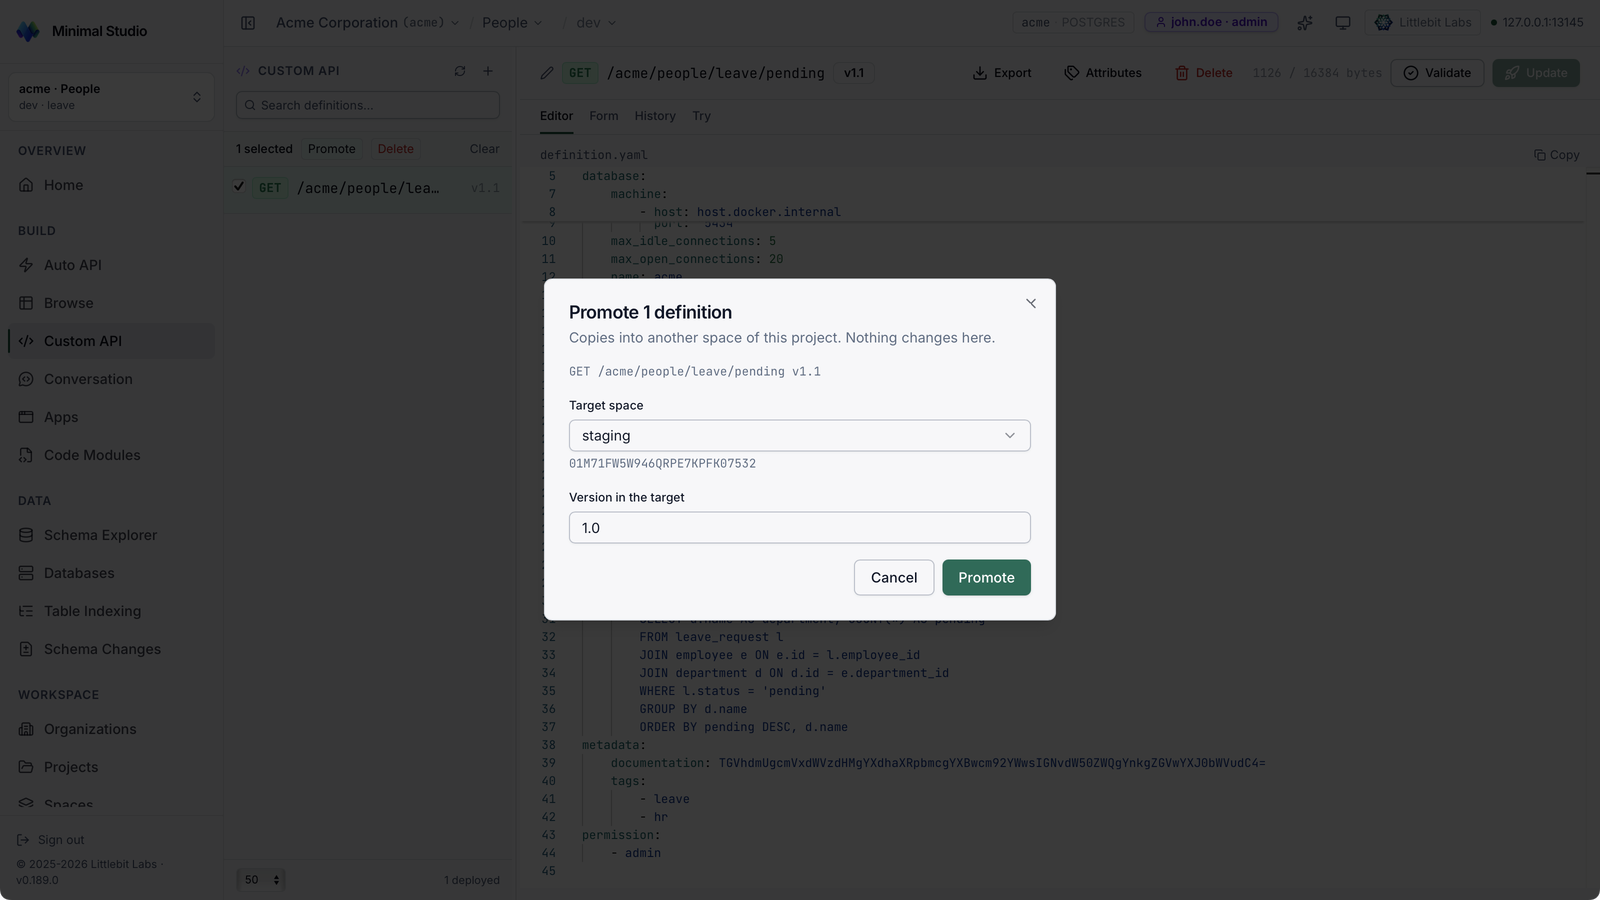 Minimal Studio
acme · People
dev · leave
OVERVIEW
Home
BUILD
Auto API
Browse
Custom API
Conversation
Apps
Code Modules
DATA
Schema Explorer
Databases
Table Indexing
Schema Changes
WORKSPACE
Organizations
Projects
Spaces
Sign out
© 2025-2026 Littlebit Labs ·
v0.189.0
Acme Corporation (acme) / People / dev
acme · POSTGRES
john.doe · admin
Littlebit Labs
127.0.0.1:13145
CUSTOM API
Search definitions...
1 selected Promote Delete Clear
GET /acme/people/lea… v1.1
50 1 deployed
GET /acme/people/leave/pending v1.1
Export Attributes Delete 1126 / 16384 bytes Validate Update
Editor Form History Try
definition.yaml Copy
5 database:
7 machine:
8 - host: host.docker.internal
9 port: "5434"
10 max_idle_connections: 5
11 max_open_connections: 20
12 name: acme
Promote 1 definition
Copies into another space of this project. Nothing changes here.
GET /acme/people/leave/pending v1.1
Target space
staging
01M71FW5W946QRPE7KPFK07532
Version in the target
1.0
Cancel Promote
32 FROM leave_request l
33 JOIN employee e ON e.id = l.employee_id
34 JOIN department d ON d.id = e.department_id
35 WHERE l.status = 'pending'
36 GROUP BY d.name
37 ORDER BY pending DESC, d.name
38 metadata:
39 documentation: TGVhdmUgcmVxdWVzdHMgYXdhaXRpbmcgYXBwcm92YWwsIGNvdW50ZWQgYnkgZGVwYXJ0bWVudC4=
40 tags:
41 - leave
42 - hr
43 permission:
44 - admin
45